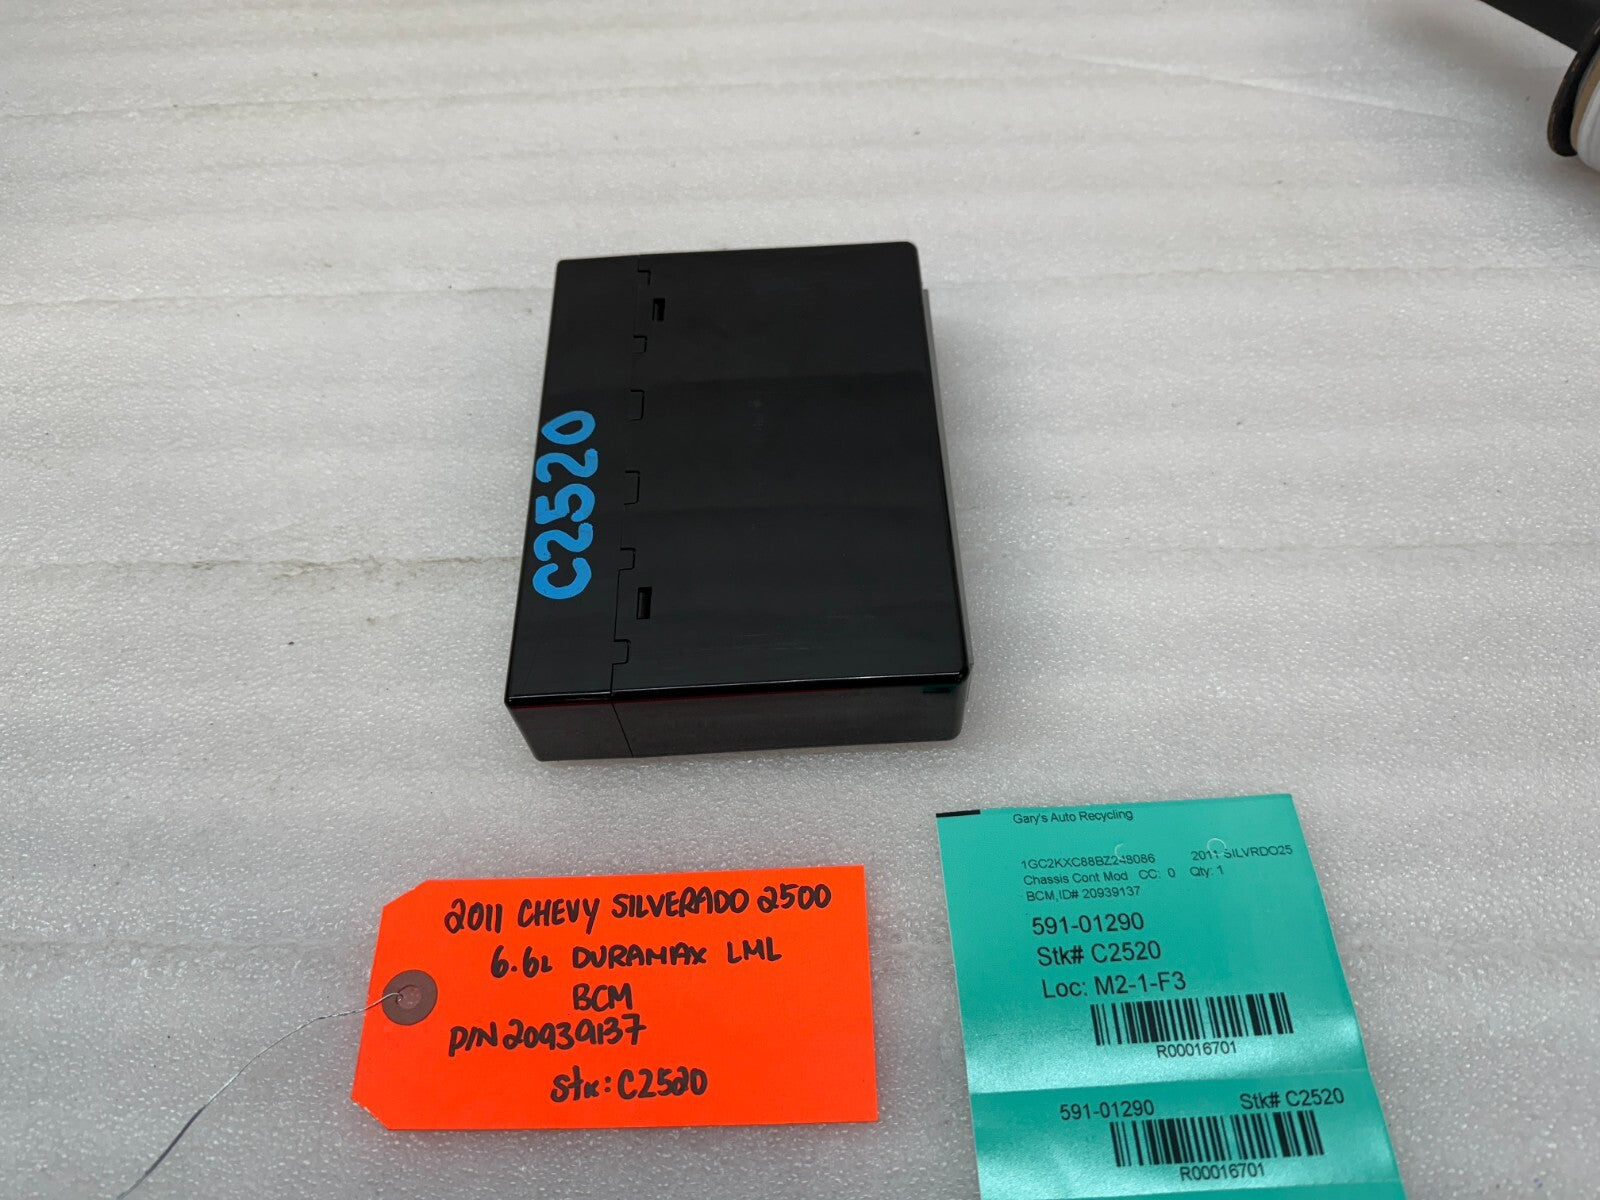 C2520
2011 CHEVY SILVERADO 2500
6.6L DURAMAX LML
BCM
P/N 20939137
Stk: C2520
Gary's Auto Recycling
1GC2KXC88BZ248086 2011 SILVRDO25
Chassis Cont Mod CC: 0 Qty: 1
BCM,ID# 20939137
591-01290
Stk# C2520
Loc: M2-1-F3
R00016701
591-01290 Stk# C2520
R00016701